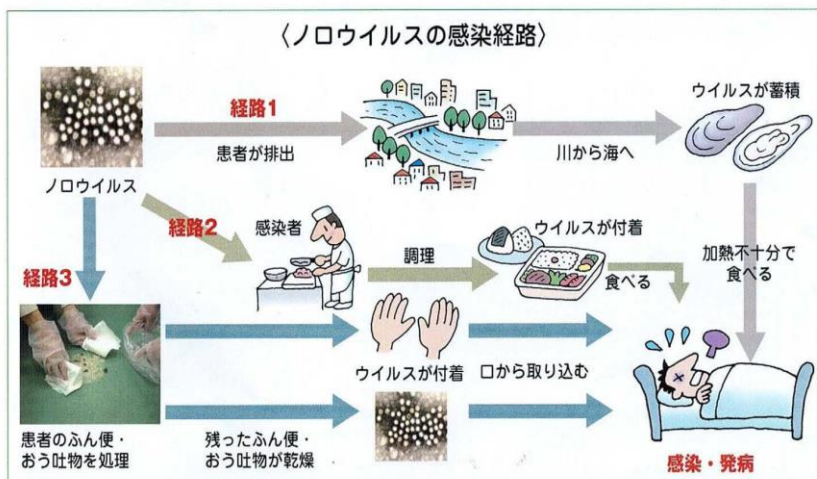 〈ノロウイルスの感染経路〉
経路1
患者が排出
川から海へ
ウイルスが蓄積
ノロウイルス
経路2
感染者
調理
ウイルスが付着
食べる
加熱不十分で
食べる
経路3
ウイルスが付着
口から取り込む
患者のふん便・
おう吐物を処理
残ったふん便・
おう吐物が乾燥
感染・発病